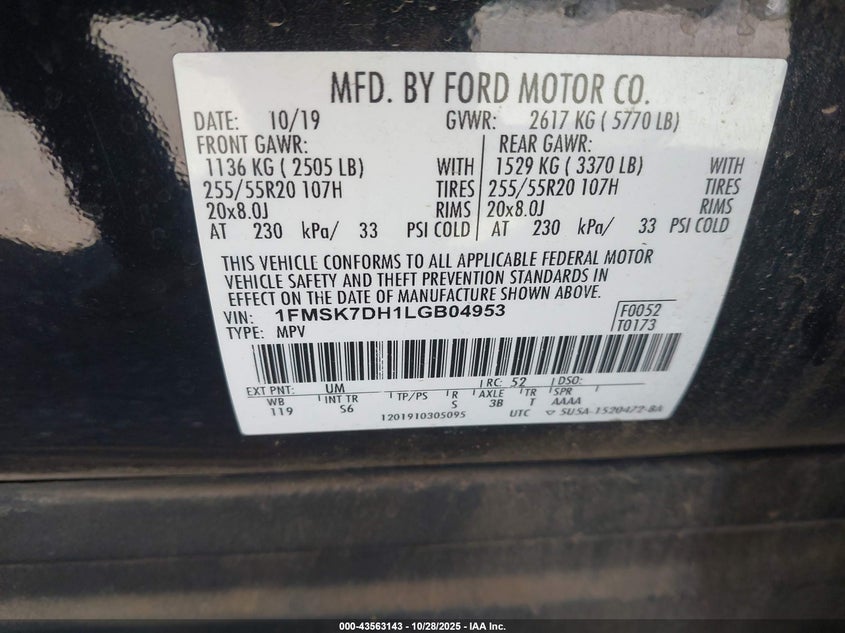 MFD. BY FORD MOTOR CO.
DATE: 10/19 GVWR: 2617 KG ( 5770 LB)
FRONT GAWR: REAR GAWR:
1136 KG ( 2505 LB) WITH 1529 KG ( 3370 LB) WITH
255/55R20 107H TIRES 255/55R20 107H TIRES
20x8.0J RIMS 20x8.0J RIMS
AT 230 kPa/ 33 PSI COLD AT 230 kPa/ 33 PSI COLD
THIS VEHICLE CONFORMS TO ALL APPLICABLE FEDERAL MOTOR
VEHICLE SAFETY AND THEFT PREVENTION STANDARDS IN
EFFECT ON THE DATE OF MANUFACTURE SHOWN ABOVE.
VIN: 1FMSK7DH1LGB04953 F0052
TYPE: MPV T0173
EXT PNT: UM RC: 52 DSO:
WB INT TR TP/PS R AXLE TR SPR
119 S6 S 3B T AAAA
1201910305095 UTC 5U5A-1520472-8A
000-43563143 - 10/28/2025 - IAA Inc.